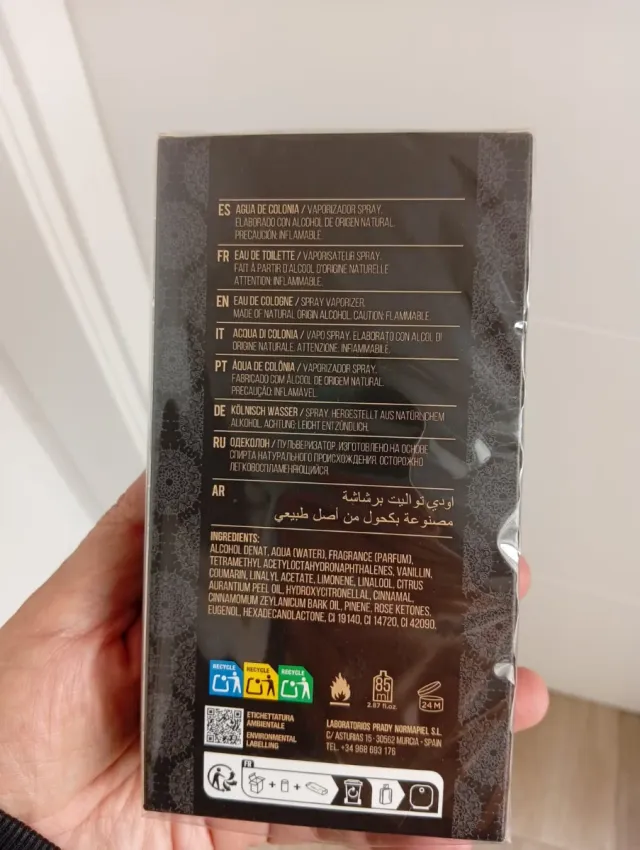 ES AGUA DE COLONIA / VAPORIZADOR SPRAY.
ELABORADO CON ALCOHOL DE ORIGEN NATURAL.
PRECAUCIÓN: INFLAMABLE.
FR EAU DE TOILETTE / VAPORISATEUR SPRAY.
FAIT À PARTIR D'ALCOOL D'ORIGINE NATURELLE
ATTENTION: INFLAMMABLE.
EN EAU DE COLOGNE / SPRAY VAPORIZER.
MADE OF NATURAL ORIGIN ALCOHOL. CAUTION: FLAMMABLE.
IT ACQUA DI COLONIA / VAPO SPRAY. ELABORATO CON ALCOL DI
ORIGINE NATURALE. ATTENZIONE: INFIAMMABILE.
PT ÁGUA DE COLÔNIA / VAPORIZADOR SPRAY.
FABRICADO COM ÁLCOOL DE ORIGEM NATURAL.
PRECAUÇÃO: INFLAMÁVEL.
DE KÖLNISCH WASSER / SPRAY. HERGESTELLT AUS NATÜRLICHEM
ALKOHOL. ACHTUNG: LEICHT ENTZÜNDLICH.
RU ОДЕКОЛОН / ПУЛЬВЕРИЗАТОР. ИЗГОТОВЛЕНО НА ОСНОВЕ
СПИРТА НАТУРАЛЬНОГО ПРОИСХОЖДЕНИЯ. ОСТОРОЖНО
ЛЕГКОВОСПЛАМЕНЯЮЩИЙСЯ.
AR اودي تواليت برشاشة
مصنوعة بكحول من أصل طبيعي
INGREDIENTS:
ALCOHOL DENAT, AQUA (WATER), FRAGRANCE (PARFUM),
TETRAMETHYL ACETYLOCTAHYDRONAPHTHALENES, VANILLIN,
COUMARIN, LINALYL ACETATE, LIMONENE, LINALOOL, CITRUS
AURANTIUM PEEL OIL, HYDROXYCITRONELLAL, CINNAMAL,
CINNAMOMUM ZEYLANICUM BARK OIL, PINENE, ROSE KETONES,
EUGENOL, HEXADECANOLACTONE, CI 19140, CI 14720, CI 42090.
RECYCLE RECYCLE RECYCLE
85
ml
2.87 fl.oz.
24 M
ETICHETTATURA
AMBIENTALE
ENVIRONMENTAL
LABELLING
LABORATORIOS PRADY NORMAPIEL S.L.
C/ ASTURIAS 15 - 30562 MURCIA - SPAIN
TEL. +34 968 693 176
FR